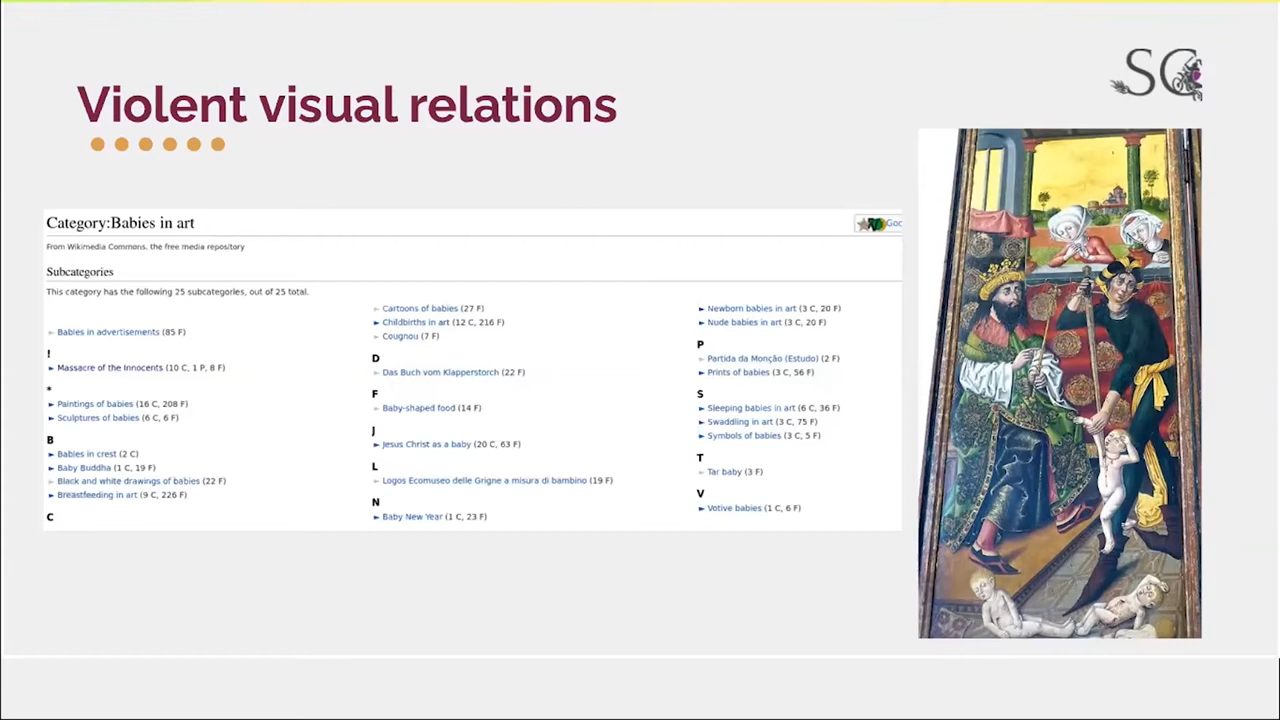 SC
Violent visual relations
Category:Babies in art
Goo
From Wikimedia Commons, the free media repository
Subcategories
This category has the following 25 subcategories, out of 25 total.
Babies in advertisements (85 F)
!
Massacre of the Innocents (10 C, 1 P, 8 F)
*
Paintings of babies (16 C, 208 F)
Sculptures of babies (6 C, 6 F)
B
Babies in crest (2 C)
Baby Buddha (1 C, 19 F)
Black and white drawings of babies (22 F)
Breastfeeding in art (9 C, 226 F)
C
Cartoons of babies (27 F)
Childbirths in art (12 C, 216 F)
Cougnou (7 F)
D
Das Buch vom Klapperstorch (22 F)
F
Baby-shaped food (14 F)
J
Jesus Christ as a baby (20 C, 63 F)
L
Logos Ecomuseo delle Grigne a misura di bambino (19 F)
N
Baby New Year (1 C, 23 F)
Newborn babies in art (3 C, 20 F)
Nude babies in art (3 C, 20 F)
P
Partida da Monção (Estudo) (2 F)
Prints of babies (3 C, 56 F)
S
Sleeping babies in art (6 C, 36 F)
Swaddling in art (3 C, 75 F)
Symbols of babies (3 C, 5 F)
T
Tar baby (3 F)
V
Votive babies (1 C, 6 F)